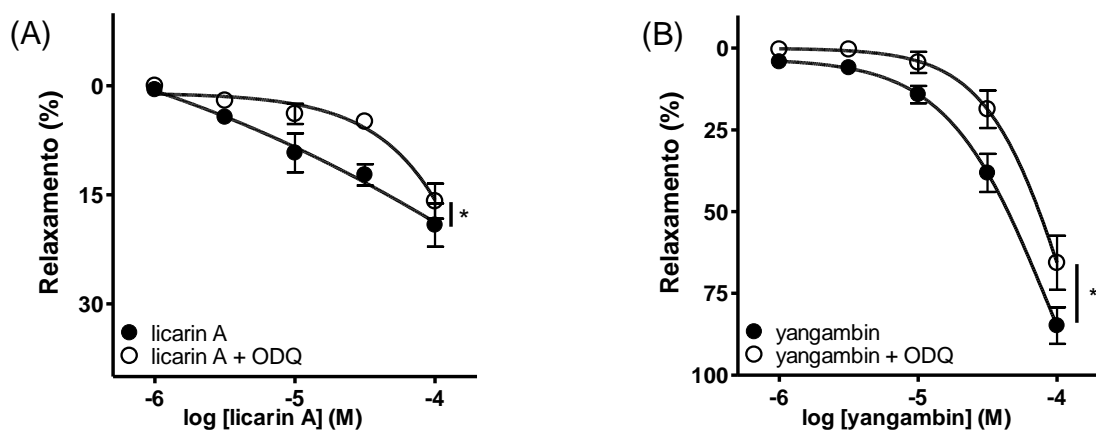 (A)
0
15
30
Relaxamento (%)
*
licarin A
licarin A + ODQ
-6
-5
-4
log [licarin A] (M)
(B)
0
25
50
75
100
Relaxamento (%)
*
yangambin
yangambin + ODQ
-6
-5
-4
log [yangambin] (M)